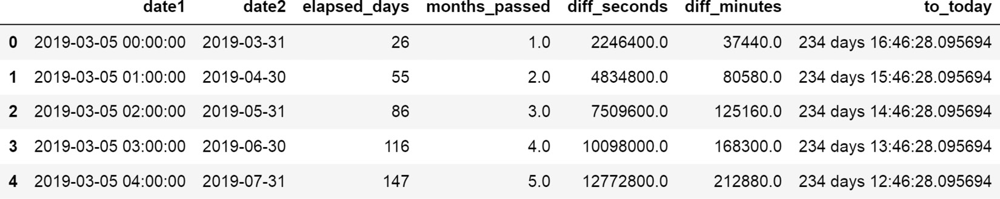 date1 date2 elapsed_days months_passed diff_seconds diff_minutes to_today
0 2019-03-05 00:00:00 2019-03-31 26 1.0 2246400.0 37440.0 234 days 16:46:28.095694
1 2019-03-05 01:00:00 2019-04-30 55 2.0 4834800.0 80580.0 234 days 15:46:28.095694
2 2019-03-05 02:00:00 2019-05-31 86 3.0 7509600.0 125160.0 234 days 14:46:28.095694
3 2019-03-05 03:00:00 2019-06-30 116 4.0 10098000.0 168300.0 234 days 13:46:28.095694
4 2019-03-05 04:00:00 2019-07-31 147 5.0 12772800.0 212880.0 234 days 12:46:28.095694